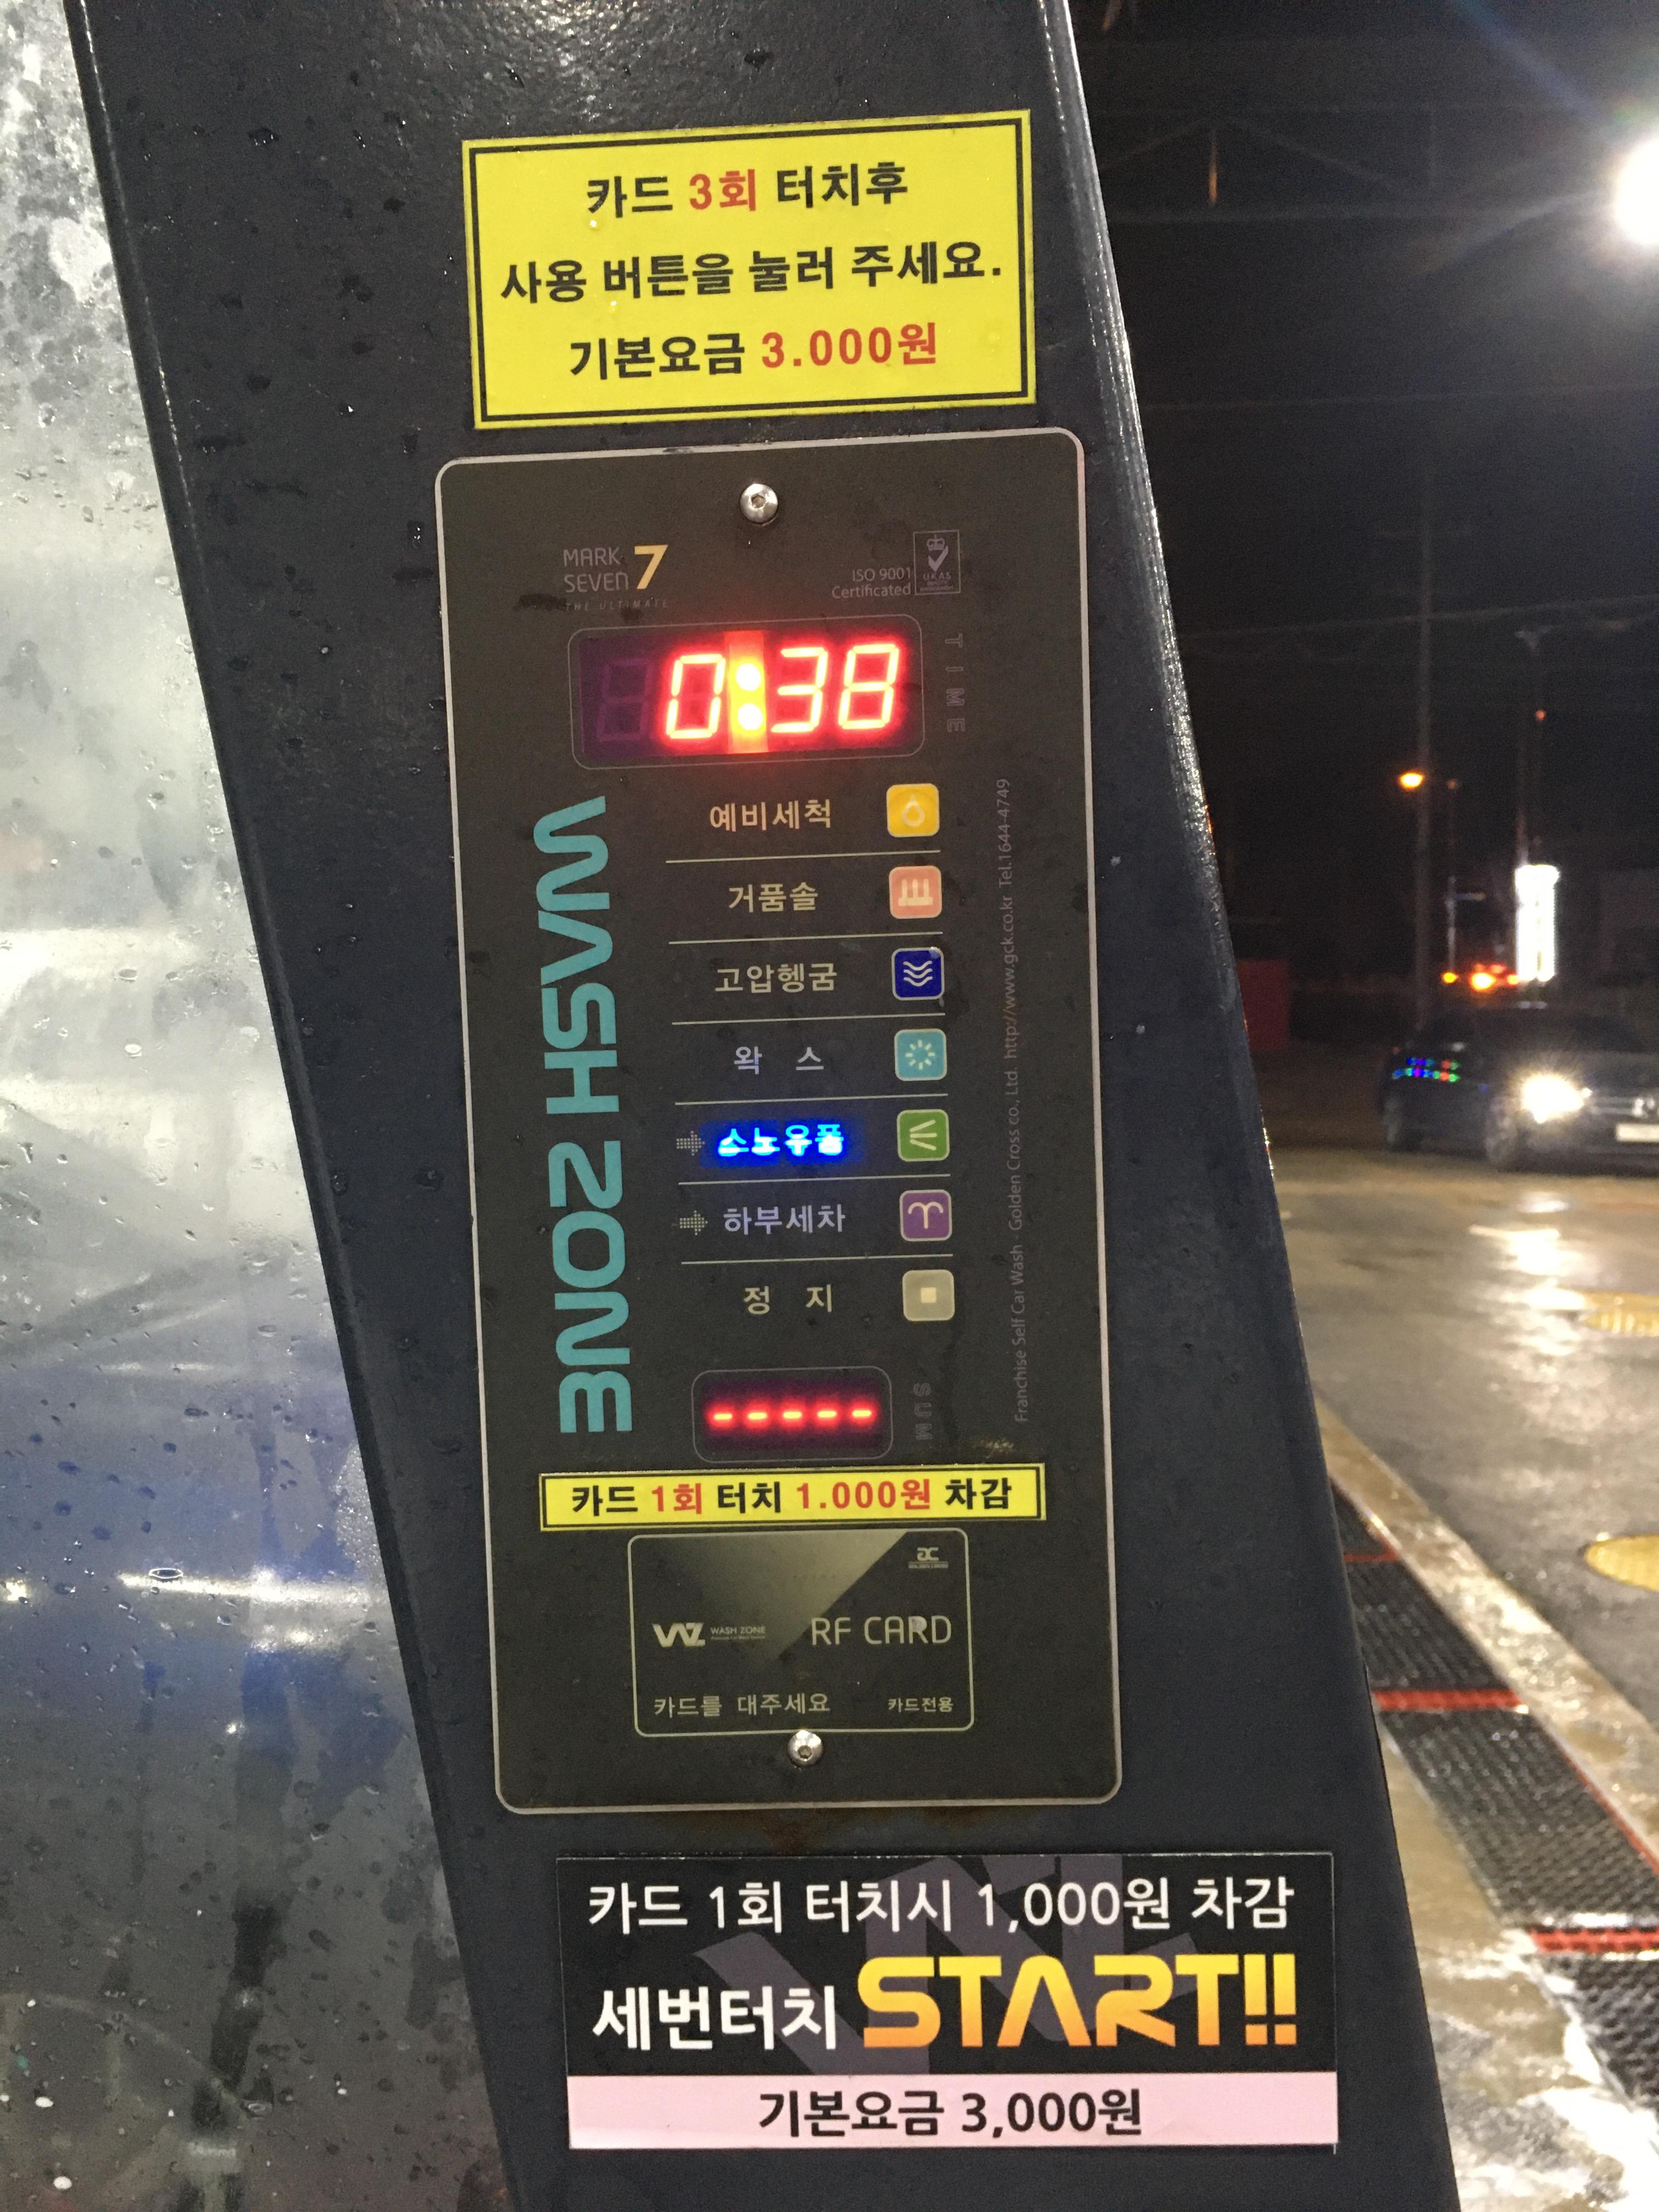 카드 3회 터치후
사용 버튼을 눌러 주세요.
기본요금 3.000원
MARK SEVEN 7
THE ULTIMATE
ISO 9001
Certificated
UKAS
0:38
TIME
예비세척
거품솔
고압헹굼
왁 스
스노우폼
하부세차
정 지
WASH ZONE
Franchise Self Car Wash - Golden Cross co., Ltd. http://www.gck.co.kr Tel.1644-4749
-----
SUM
카드 1회 터치 1.000원 차감
GC
WZ WASH ZONE
RF CARD
카드를 대주세요
카드전용
카드 1회 터치시 1,000원 차감
세번터치 START!!
기본요금 3,000원